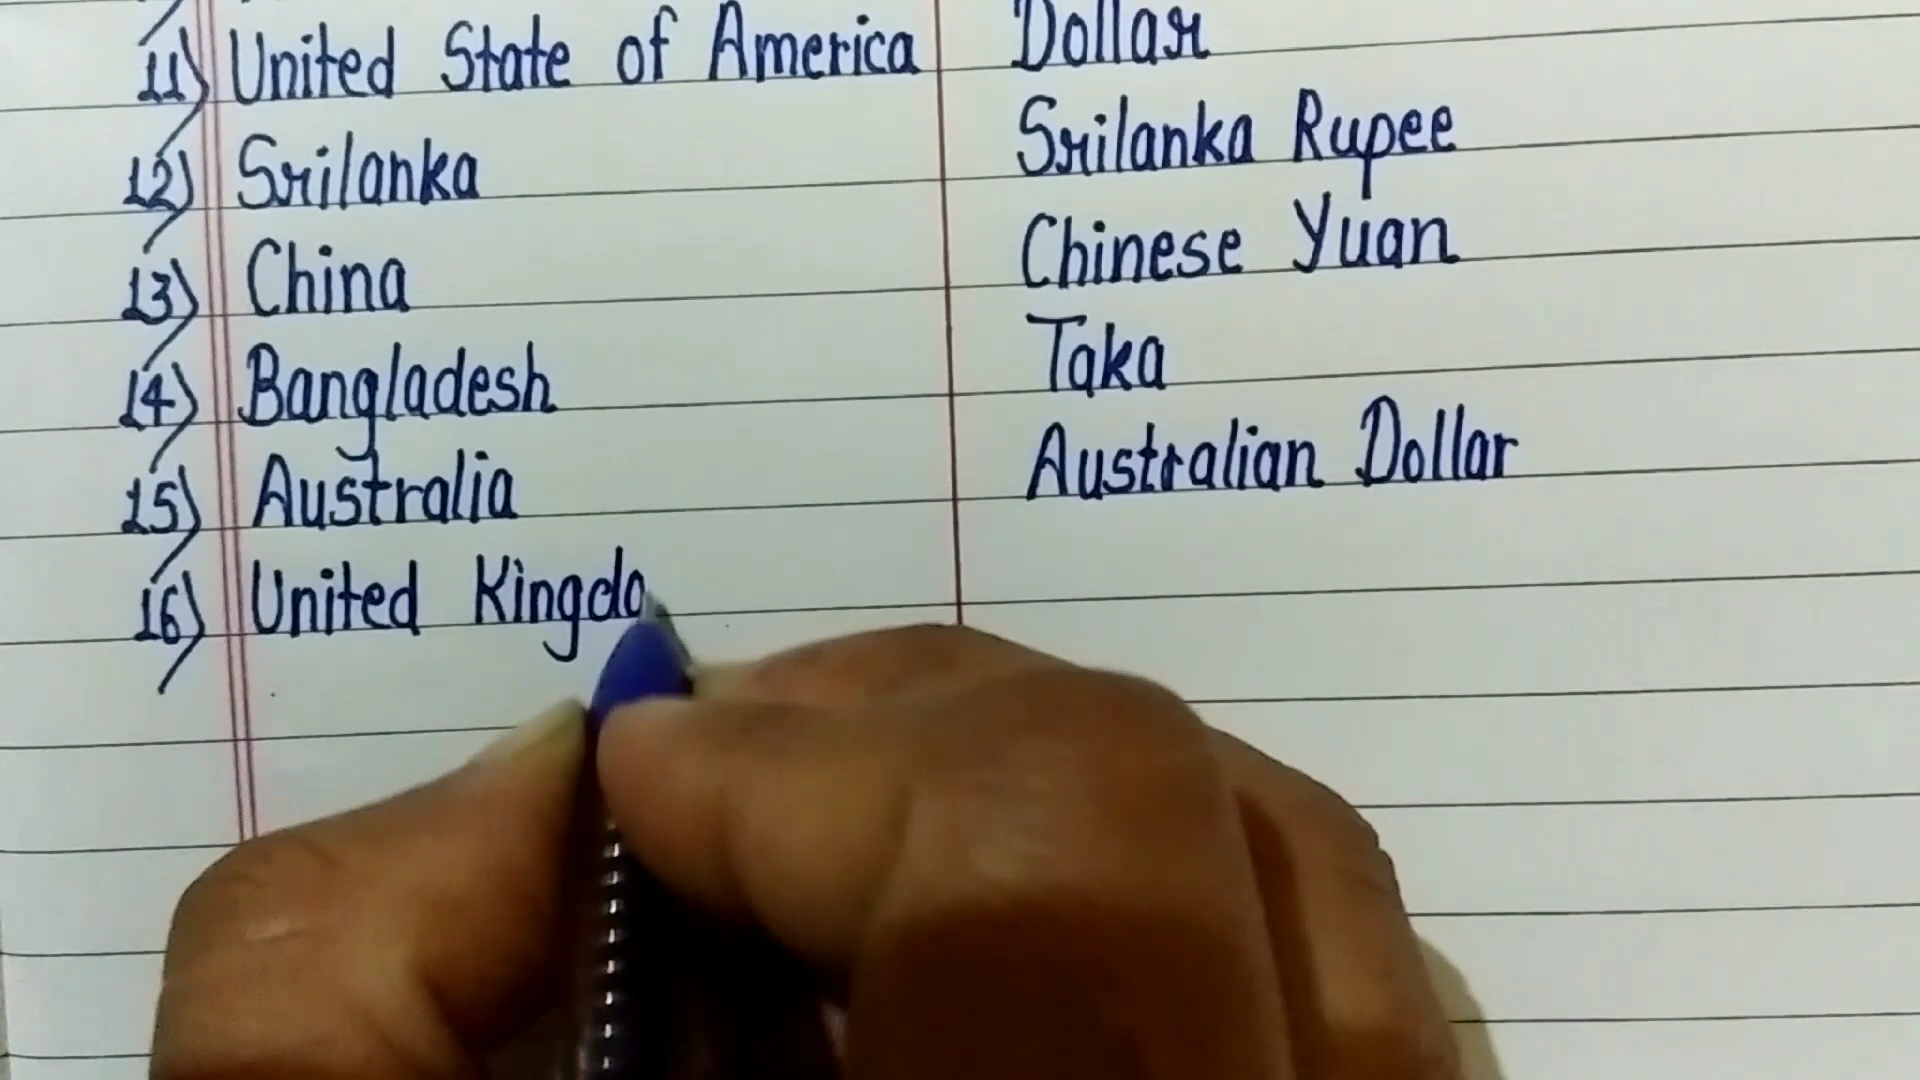 11) United State of America Dollar
12) Srilanka Srilanka Rupee
13) China Chinese Yuan
14) Bangladesh Taka
15) Australia Australian Dollar
16) United Kingdo